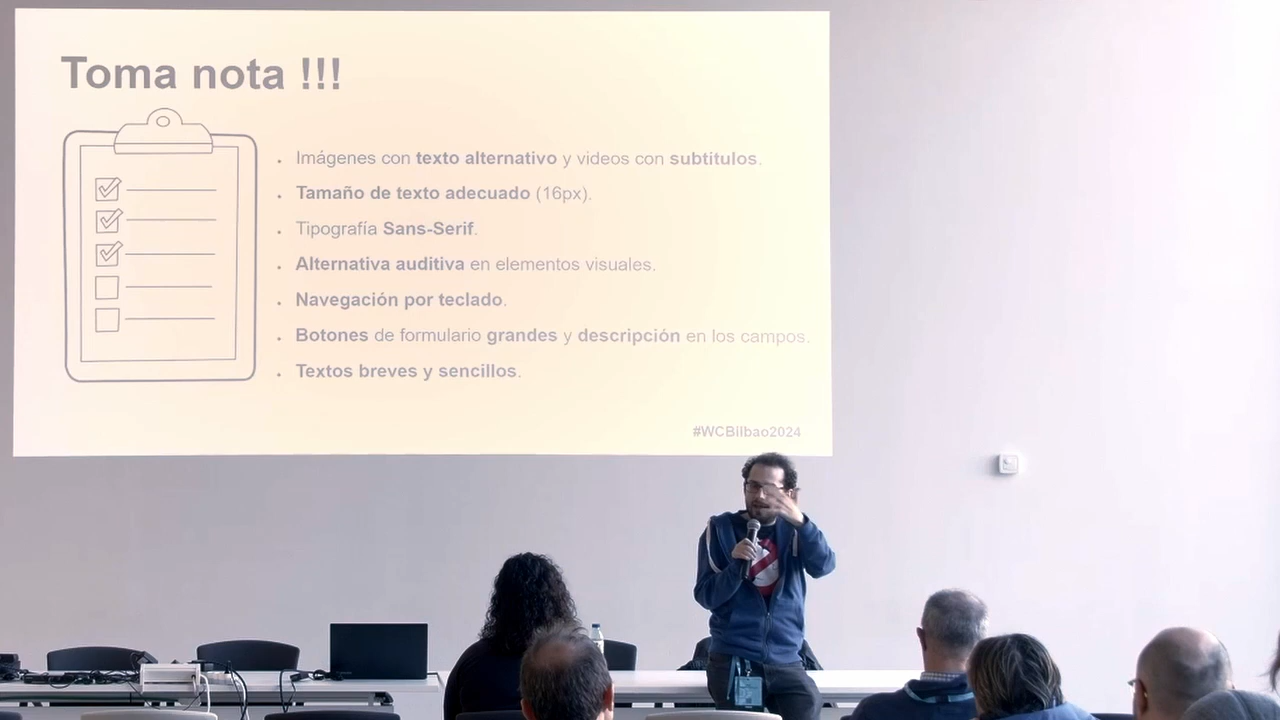 Toma nota !!!
Imágenes con texto alternativo y videos con subtitulos.
Tamaño de texto adecuado (16px).
Tipografía Sans-Serif.
Alternativa auditiva en elementos visuales.
Navegación por teclado.
Botones de formulario grandes y descripción en los campos.
Textos breves y sencillos.
#WCBilbao2024